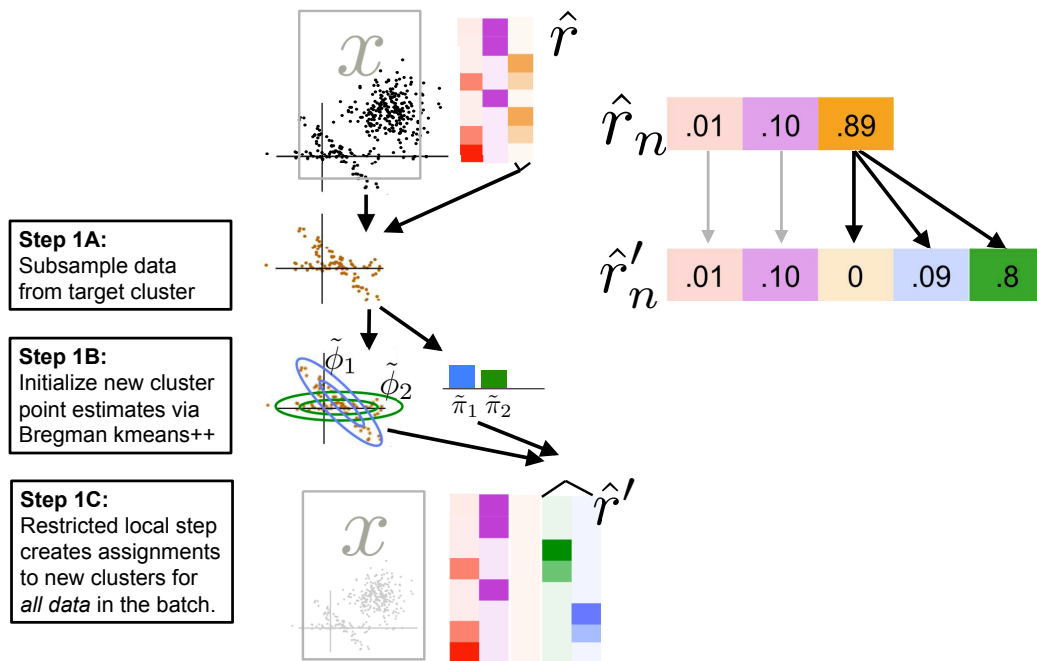 x
r̂
r̂ₙ
.01 .10 .89
r̂′ₙ
.01 .10 0 .09 .8
Step 1A:
Subsample data
from target cluster
Step 1B:
Initialize new cluster
point estimates via
Bregman kmeans++
ϕ̃₁
ϕ̃₂
π̃₁ π̃₂
Step 1C:
Restricted local step
creates assignments
to new clusters for
all data in the batch.
x
r̂′